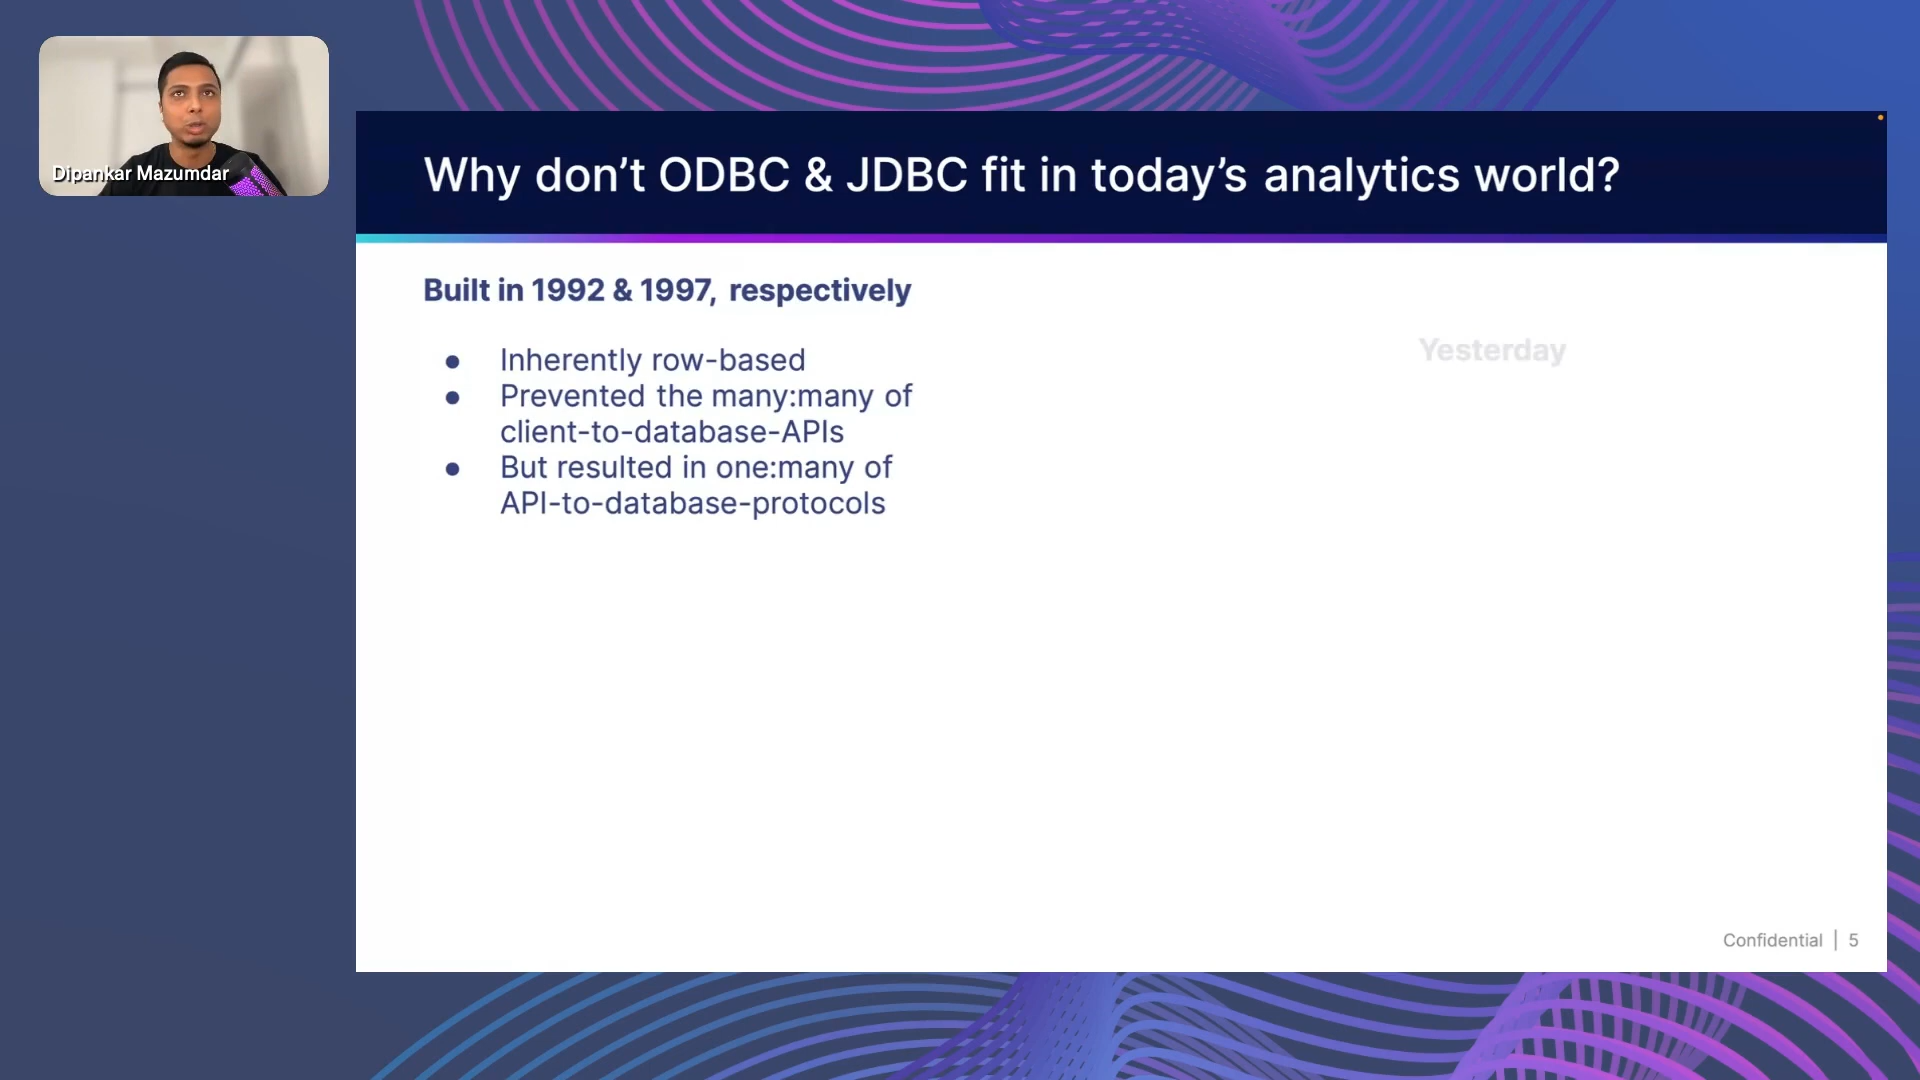 Dipankar Mazumdar
Why don’t ODBC & JDBC fit in today’s analytics world?
Built in 1992 & 1997, respectively
● Inherently row-based
● Prevented the many:many of
client-to-database-APIs
● But resulted in one:many of
API-to-database-protocols
Yesterday
Confidential | 5